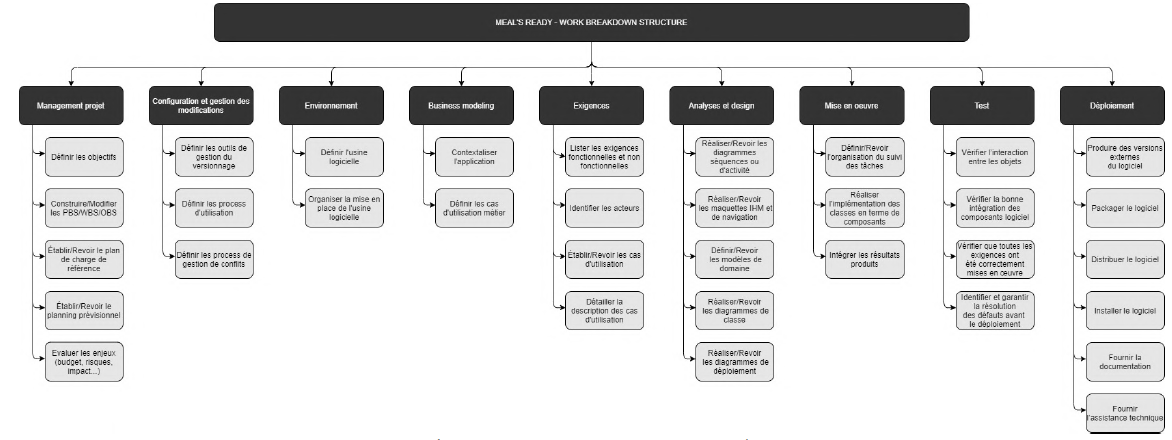 MEAL'S READY - WORK BREAKDOWN STRUCTURE
Management projet
Définir les objectifs
Construire/Modifier
les PBS/WBS/OBS
Établir/Revoir le plan
de charge de
référence
Établir/Revoir le
planning prévisionnel
Evaluer les enjeux
(budget, risques,
impact...)
Configuration et gestion des
modifications
Définir les outils de
gestion du
versionnage
Définir les process
d'utilisation
Définir les process de
gestion de conflits
Environnement
Définir l'usine
logicielle
Organiser la mise en
place de l'usine
logicielle
Business modeling
Contextaliser
l'application
Définir les cas
d'utilisation métier
Exigences
Lister les exigences
fonctionnelles et non
fonctionnelles
Identifier les acteurs
Etablir/Revoir les cas
d'utilisation
Détailler la
description des cas
d'utilisation
Analyses et design
Réaliser/Revoir les
diagrammes
séquences ou
d'activité
Réaliser/Revoir
les maquettes IHM et
de navigation
Définir/Revoir
les modèles de
domaine
Réaliser/Revoir
les diagrammes de
classe
Réaliser/Revoir
les diagrammes de
déploiement
Mise en oeuvre
Définir/Revoir
l'organisation du suivi
des tâches
Réaliser
l'implémentation des
classes en terme de
composants
Intégrer les résultats
produits
Test
Vérifier l'interaction
entre les objets
Vérifier la bonne
intégration des
composants logiciel
Vérifier que toutes les
exigences ont
été correctement
mises en œuvre
Identifier et garantir
la résolution
des défauts avant
le déploiement
Déploiement
Produire des versions
externes
du logiciel
Packager le logiciel
Distribuer le logiciel
Installer le logiciel
Fournir la
documentation
Fournir
l'assistance technique